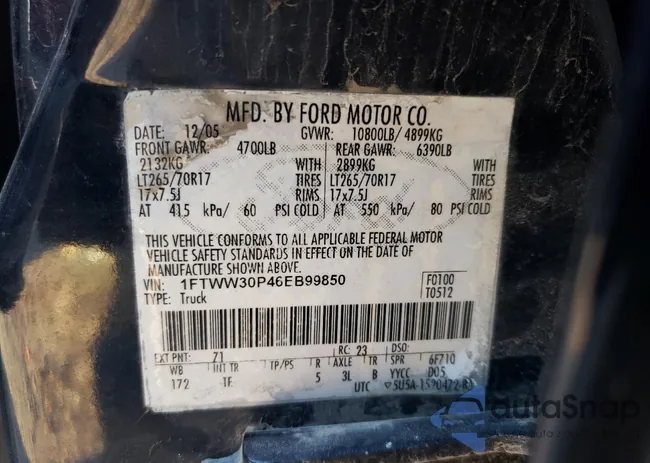 MFD. BY FORD MOTOR CO.
DATE: 12/05 GVWR: 10800LB/ 4899KG
FRONT GAWR: 4700LB REAR GAWR: 6390LB
2132KG WITH 2899KG WITH
LT265/70R17 TIRES LT265/70R17 TIRES
17x7.5J RIMS 17x7.5J RIMS
AT 415 kPa/ 60 PSI COLD AT 550 kPa/ 80 PSI COLD
THIS VEHICLE CONFORMS TO ALL APPLICABLE FEDERAL MOTOR
VEHICLE SAFETY STANDARDS IN EFFECT ON THE DATE OF
MANUFACTURE SHOWN ABOVE.
VIN: 1FTWW30P46EB99850 F0100
TYPE: Truck T0512
EXT PNT: Z1 RC: 23 DSO:
WB INT TR TP/PS R AXLE TR SPR 6F710
172 TE 5 3L B YYCC D05
UTC
autoSnap